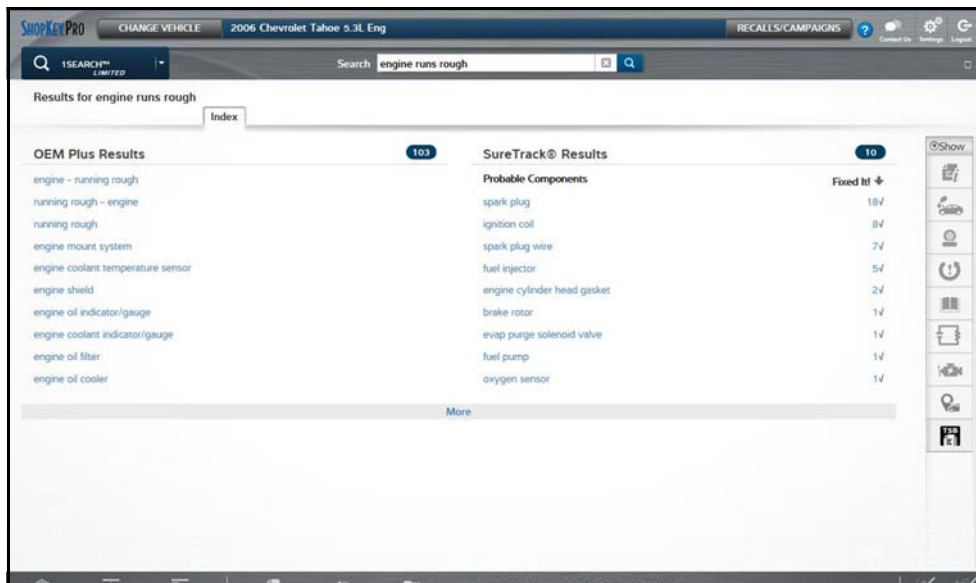 SHOPKEYPRO CHANGE VEHICLE 2006 Chevrolet Tahoe 5.3L Eng RECALLS/CAMPAIGNS ? Contact Us Settings Logout
1SEARCH™ LIMITED Search engine runs rough
Results for engine runs rough
Index
OEM Plus Results 103
engine - running rough
running rough - engine
running rough
engine mount system
engine coolant temperature sensor
engine shield
engine oil indicator/gauge
engine coolant indicator/gauge
engine oil filter
engine oil cooler
SureTrack® Results 10
Probable Components Fixed It!
spark plug 18√
ignition coil 8√
spark plug wire 7√
fuel injector 5√
engine cylinder head gasket 2√
brake rotor 1√
evap purge solenoid valve 1√
fuel pump 1√
oxygen sensor 1√
More
Show
TSB